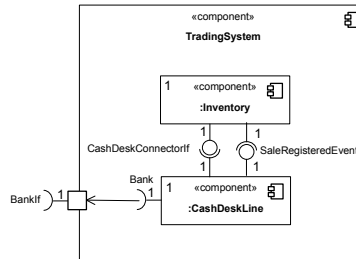 «component»
TradingSystem
1 «component»
:Inventory
1 1
CashDeskConnectorIf SaleRegisteredEvent
1 1
Bank
BankIf 1 1 1 «component»
:CashDeskLine